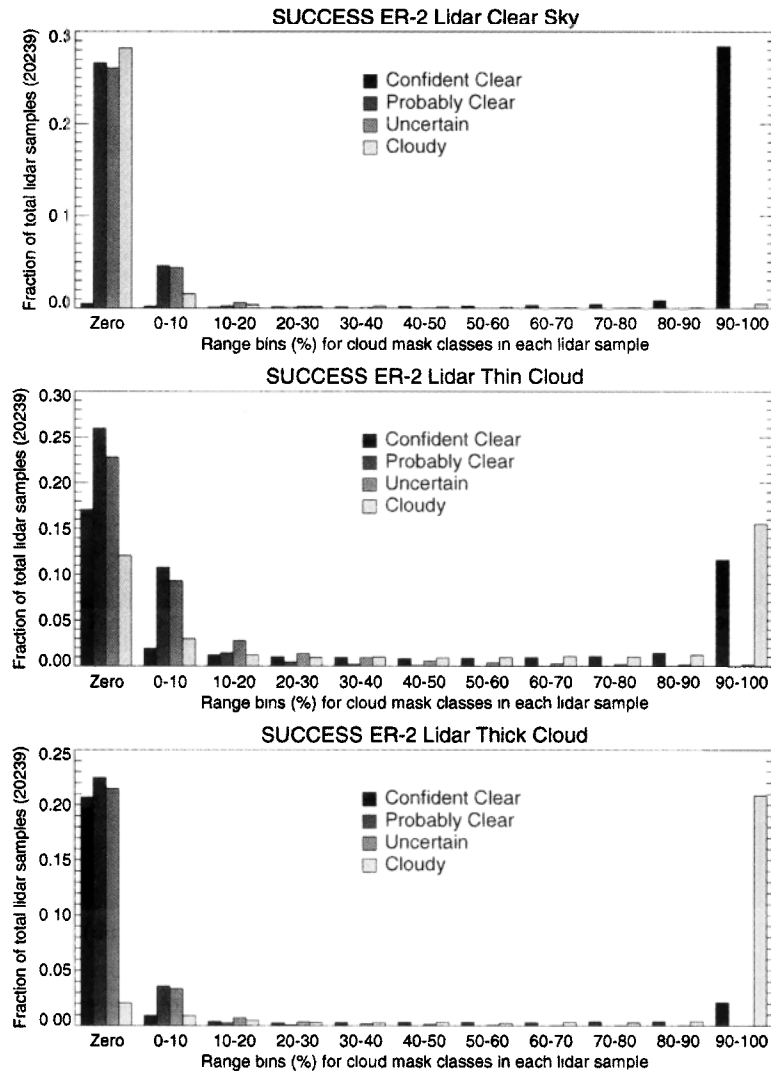 SUCCESS ER-2 Lidar Clear Sky
Fraction of total lidar samples (20239)
0.3
0.2
0 1
0.0
Confident Clear
Probably Clear
Uncertain
Cloudy
Zero 0-10 10-20 20-30 30-40 40-50 50-60 60-70 70-80 80-90 90-100
Range bins (%) for cloud mask classes in each lidar sample
SUCCESS ER-2 Lidar Thin Cloud
Fraction of total lidar samples (20239)
0.30
0.25
0.20
0.15
0.10
0.05
0.00
Confident Clear
Probably Clear
Uncertain
Cloudy
Zero 0-10 10-20 20-30 30-40 40-50 50-60 60-70 70-80 80-90 90-100
Range bins (%) for cloud mask classes in each lidar sample
SUCCESS ER-2 Lidar Thick Cloud
Fraction of total lidar samples (20239)
0.25
0.20
0.15
0.10
0.05
0 00
Confident Clear
Probably Clear
Uncertain
Cloudy
Zero 0-10 10-20 20-30 30-40 40-50 50-60 60-70 70-80 80-90 90-100
Range bins (%) for cloud mask classes in each lidar sample